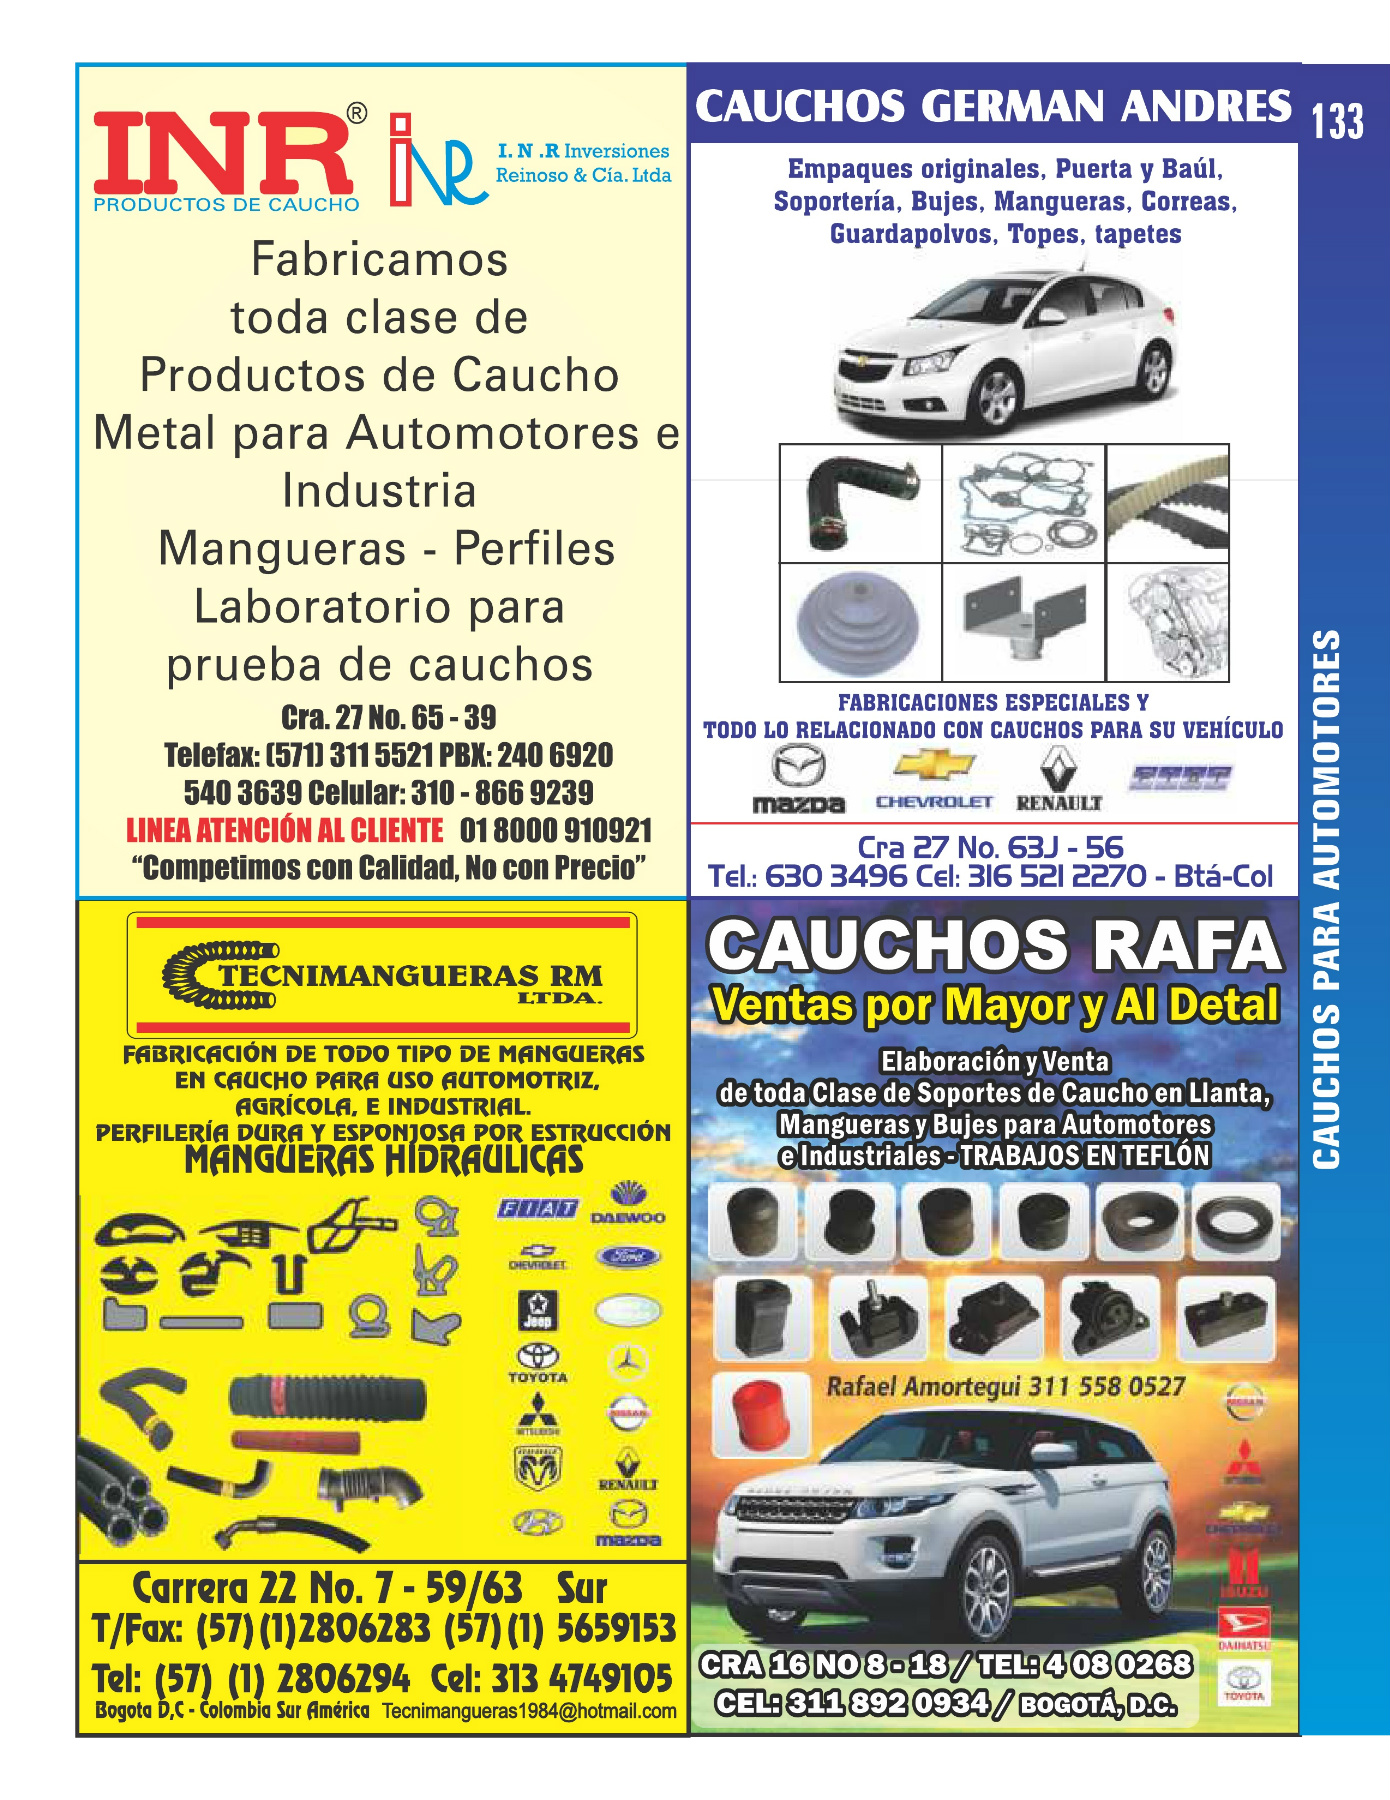 INR®
PRODUCTOS DE CAUCHO
iNR
I. N .R Inversiones
Reinoso & Cía. Ltda
Fabricamos
toda clase de
Productos de Caucho
Metal para Automotores e
Industria
Mangueras - Perfiles
Laboratorio para
prueba de cauchos
Cra. 27 No. 65 - 39
Telefax: (571) 311 5521 PBX: 240 6920
540 3639 Celular: 310 - 866 9239
LINEA ATENCIÓN AL CLIENTE 01 8000 910921
“Competimos con Calidad, No con Precio”
CAUCHOS GERMAN ANDRES
Empaques originales, Puerta y Baúl,
Soportería, Bujes, Mangueras, Correas,
Guardapolvos, Topes, tapetes
FABRICACIONES ESPECIALES Y
TODO LO RELACIONADO CON CAUCHOS PARA SU VEHÍCULO
mazda
CHEVROLET
RENAULT
FIAT
Cra 27 No. 63J - 56
Tel.: 630 3496 Cel: 316 521 2270 - Btá-Col
TECNIMANGUERAS RM
LTDA.
FABRICACIÓN DE TODO TIPO DE MANGUERAS
EN CAUCHO PARA USO AUTOMOTRIZ,
AGRÍCOLA, E INDUSTRIAL.
PERFILERÍA DURA Y ESPONJOSA POR ESTRUCCIÓN
MANGUERAS HIDRAULICAS
FIAT
DAEWOO
CHEVROLET
Ford
Jeep
TOYOTA
NISSAN
MITSUBISHI
RENAULT
mazda
Carrera 22 No. 7 - 59/63 Sur
T/Fax: (57)(1)2806283 (57)(1) 5659153
Tel: (57) (1) 2806294 Cel: 313 4749105
Bogota D,C - Colombia Sur América Tecnimangueras1984@hotmail.com
CAUCHOS RAFA
Ventas por Mayor y Al Detal
Elaboración y Venta
de toda Clase de Soportes de Caucho en Llanta,
Mangueras y Bujes para Automotores
e Industriales - TRABAJOS EN TEFLÓN
Rafael Amortegui 311 558 0527
NISSAN
CHEVROLET
ISUZU
DAIHATSU
TOYOTA
CRA 16 NO 8 - 18 / TEL: 4 08 0268
CEL: 311 892 0934 / BOGOTÁ, D.C.
133
CAUCHOS PARA AUTOMOTORES